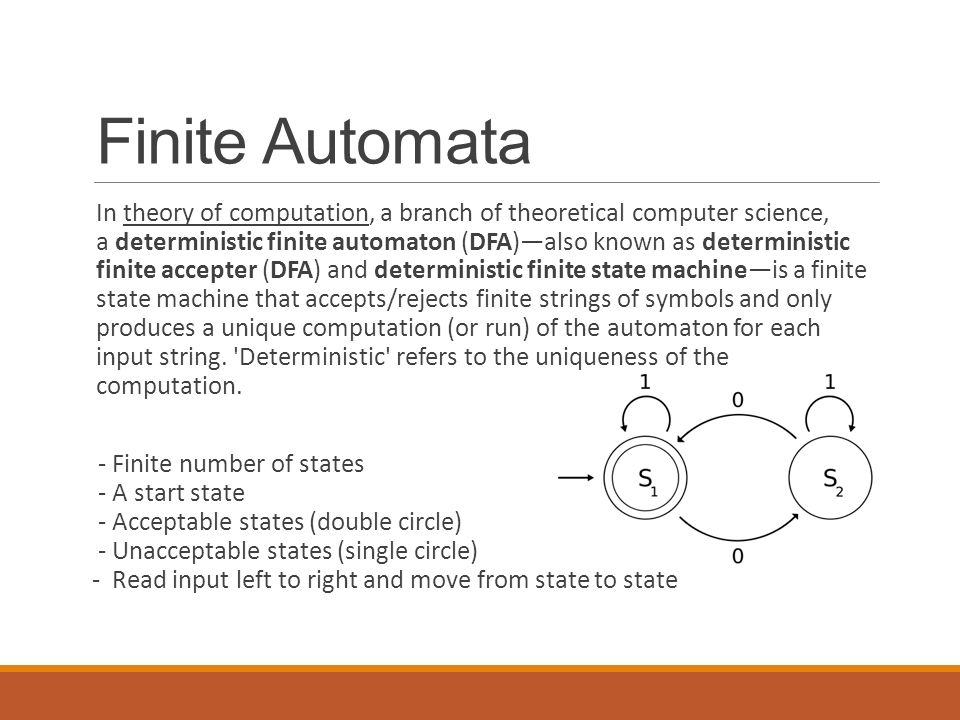 Finite Automata
In theory of computation, a branch of theoretical computer science,
a deterministic finite automaton (DFA)—also known as deterministic
finite accepter (DFA) and deterministic finite state machine—is a finite
state machine that accepts/rejects finite strings of symbols and only
produces a unique computation (or run) of the automaton for each
input string. 'Deterministic' refers to the uniqueness of the
computation.
- Finite number of states
- A start state
- Acceptable states (double circle)
- Unacceptable states (single circle)
- Read input left to right and move from state to state
1
0
1
S1
S2
0